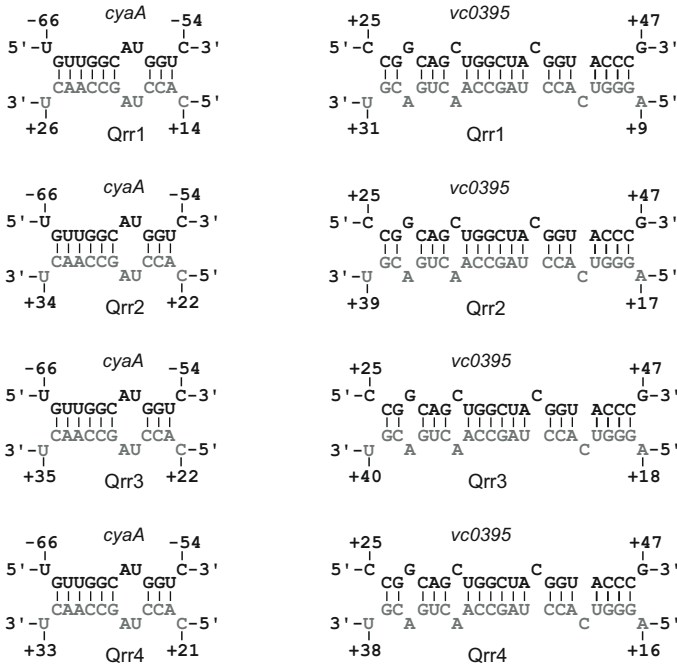 -66 cyaA -54 +25 vc0395 +47
5'-U AU C-3' 5'-C G C C G-3'
GUUGGC GGU CG CAG UGGCUA GGU ACCC
CAACCG CCA GC GUC ACCGAU CCA UGGG
3'-U AU C-5' 3'-U A A C A-5'
+26 Qrr1 +14 +31 Qrr1 +9
-66 cyaA -54 +25 vc0395 +47
5'-U AU C-3' 5'-C G C C G-3'
GUUGGC GGU CG CAG UGGCUA GGU ACCC
CAACCG CCA GC GUC ACCGAU CCA UGGG
3'-U AU C-5' 3'-U A A C A-5'
+34 Qrr2 +22 +39 Qrr2 +17
-66 cyaA -54 +25 vc0395 +47
5'-U AU C-3' 5'-C G C C G-3'
GUUGGC GGU CG CAG UGGCUA GGU ACCC
CAACCG CCA GC GUC ACCGAU CCA UGGG
3'-U AU C-5' 3'-U A A C A-5'
+35 Qrr3 +22 +40 Qrr3 +18
-66 cyaA -54 +25 vc0395 +47
5'-U AU C-3' 5'-C G C C G-3'
GUUGGC GGU CG CAG UGGCUA GGU ACCC
CAACCG CCA GC GUC ACCGAU CCA UGGG
3'-U AU C-5' 3'-U A A C A-5'
+33 Qrr4 +21 +38 Qrr4 +16